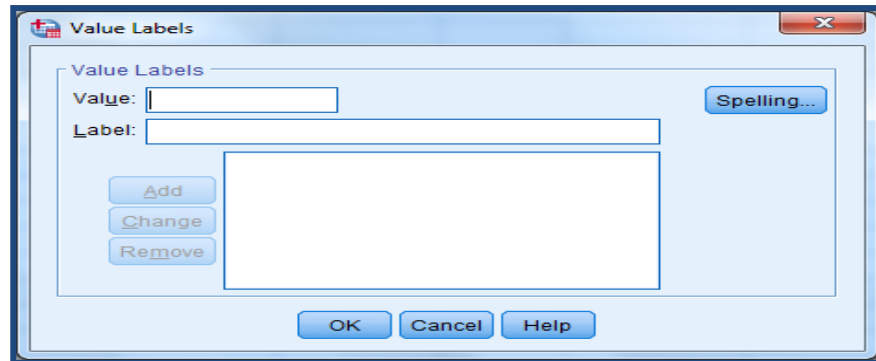 Value Labels
Value Labels
Value:
Spelling...
Label:
Add
Change
Remove
OK Cancel Help